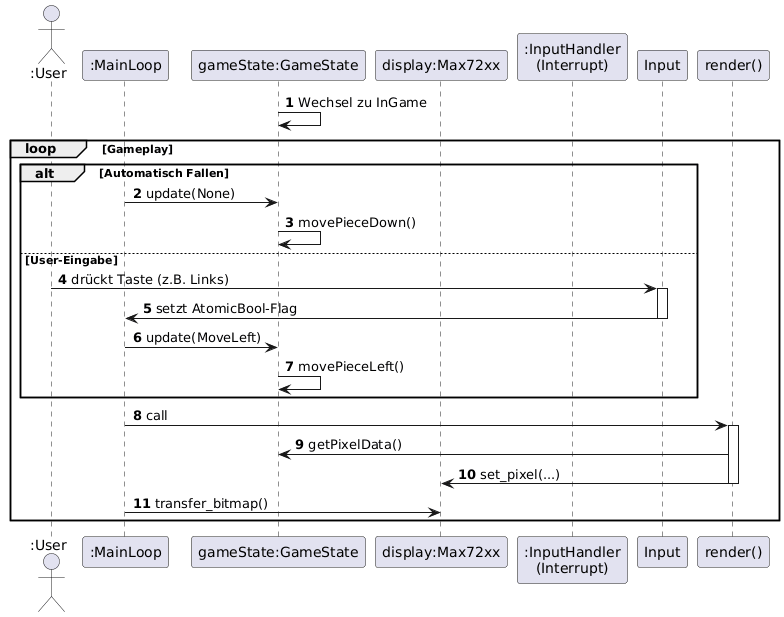 :User
:MainLoop
gameState:GameState
display:Max72xx
:InputHandler
(Interrupt)
Input
render()
1 Wechsel zu InGame
loop [Gameplay]
alt [Automatisch Fallen]
2 update(None)
3 movePieceDown()
[User-Eingabe]
4 drückt Taste (z.B. Links)
5 setzt AtomicBool-Flag
6 update(MoveLeft)
7 movePieceLeft()
8 call
9 getPixelData()
10 set_pixel(...)
11 transfer_bitmap()
:User
:MainLoop
gameState:GameState
display:Max72xx
:InputHandler
(Interrupt)
Input
render()